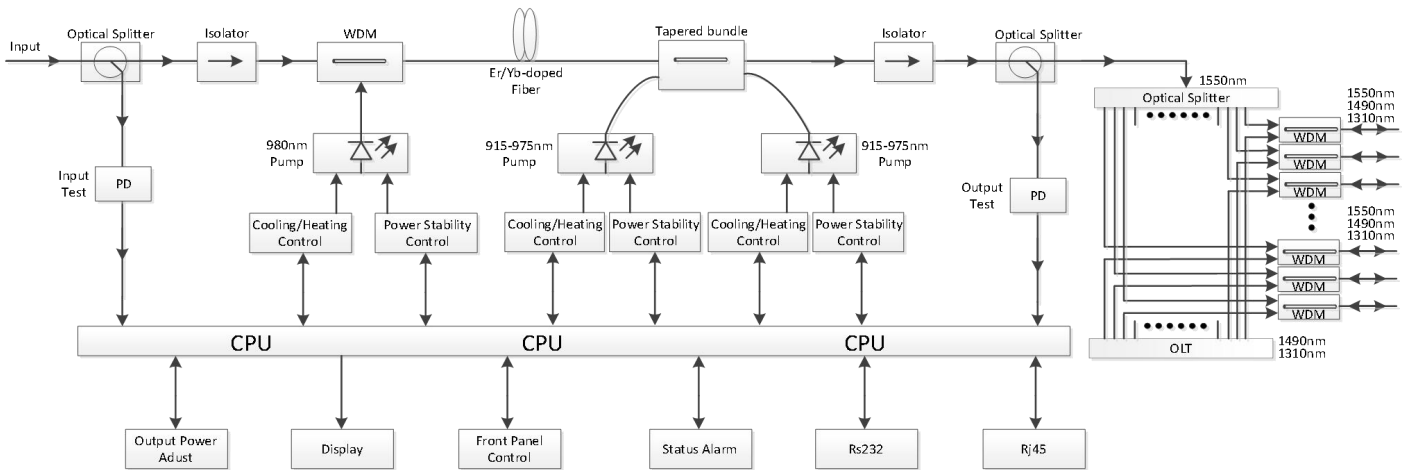 Input
Optical Splitter
Isolator
WDM
Er/Yb-doped
Fiber
Tapered bundle
Isolator
Optical Splitter
1550nm
Optical Splitter
1550nm
1490nm
1310nm
WDM
WDM
WDM
1550nm
1490nm
1310nm
WDM
WDM
WDM
OLT
1490nm
1310nm
980nm
Pump
915-975nm
Pump
915-975nm
Pump
Input
Test
PD
Output
Test
PD
Cooling/Heating
Control
Power Stability
Control
Cooling/Heating
Control
Power Stability
Control
Cooling/Heating
Control
Power Stability
Control
CPU
CPU
CPU
Output Power
Adust
Display
Front Panel
Control
Status Alarm
Rs232
Rj45